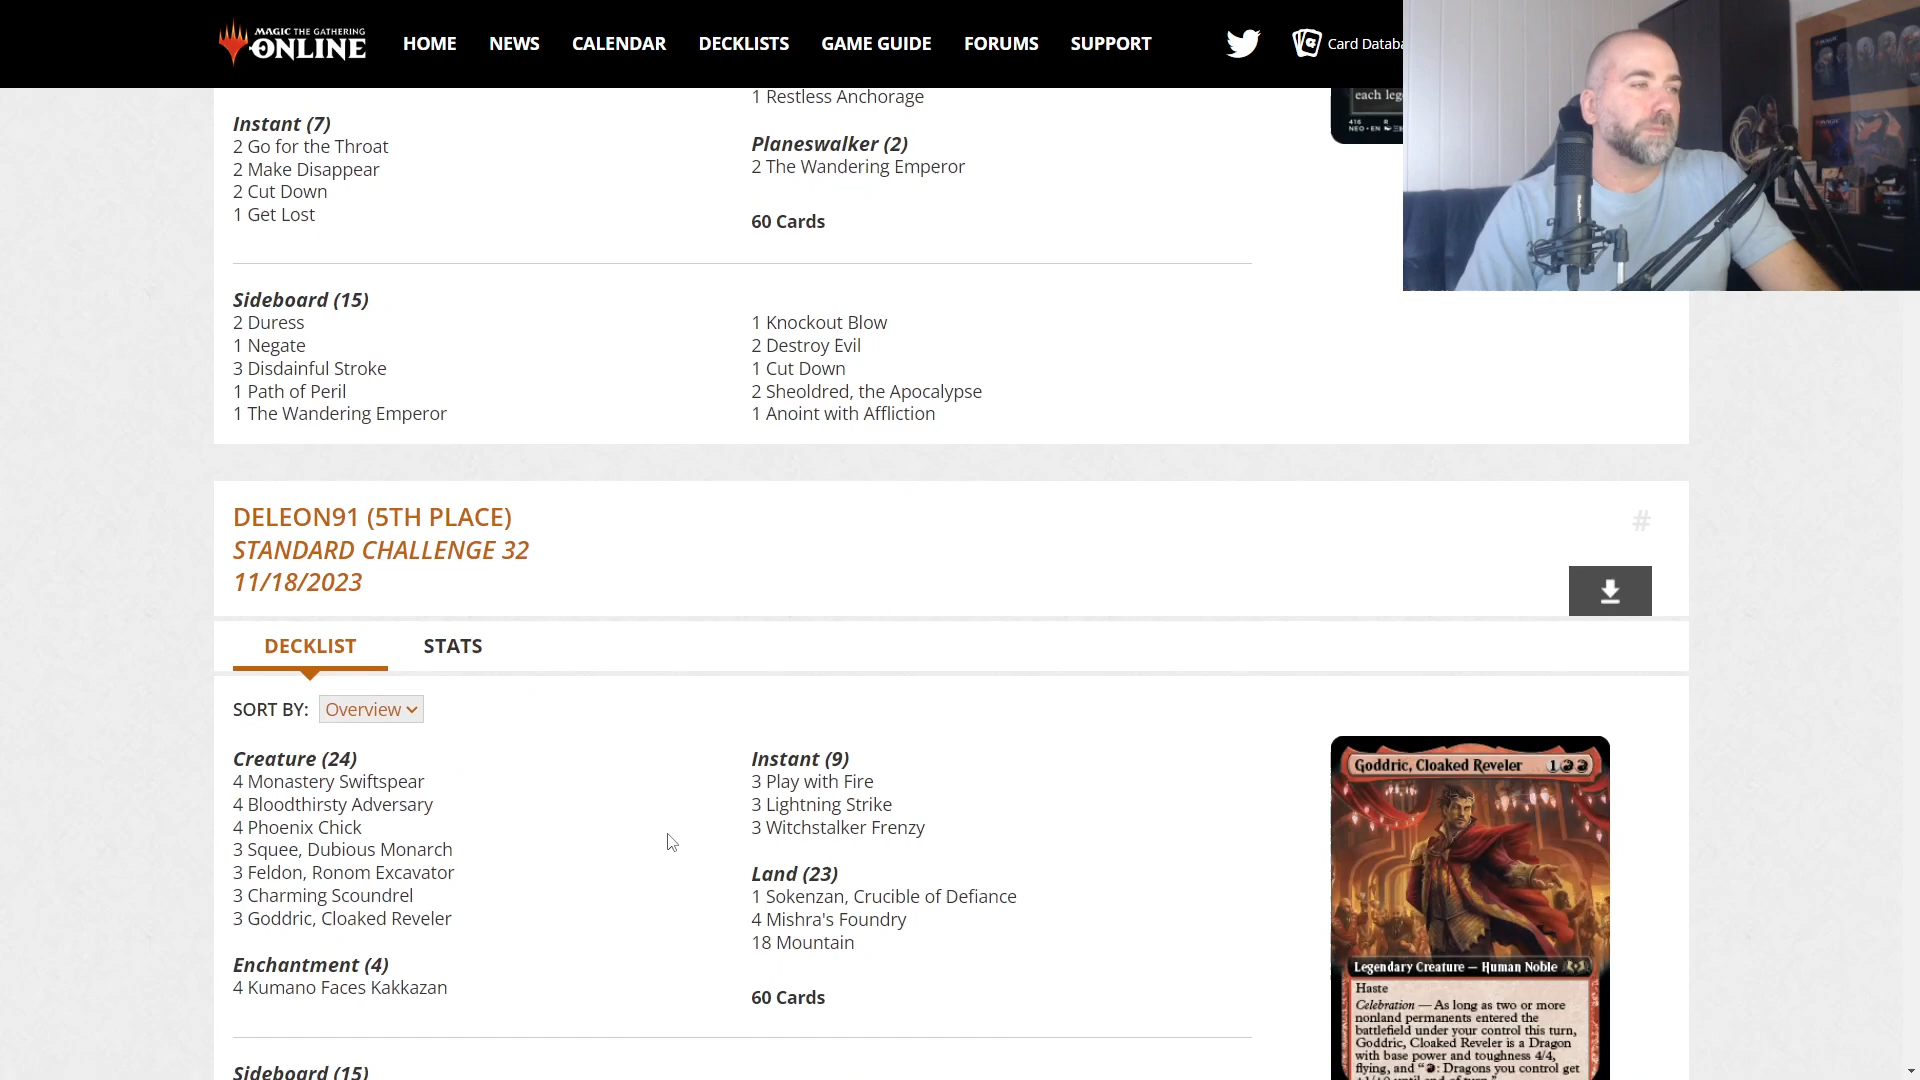 MAGIC THE GATHERING
ONLINE
HOME
NEWS
CALENDAR
DECKLISTS
GAME GUIDE
FORUMS
SUPPORT
Card Databa
Instant (7)
2 Go for the Throat
2 Make Disappear
2 Cut Down
1 Get Lost
1 Restless Anchorage
Planeswalker (2)
2 The Wandering Emperor
60 Cards
each leg
Sideboard (15)
2 Duress
1 Negate
3 Disdainful Stroke
1 Path of Peril
1 The Wandering Emperor
1 Knockout Blow
2 Destroy Evil
1 Cut Down
2 Sheoldred, the Apocalypse
1 Anoint with Affliction
DELEON91 (5TH PLACE)
STANDARD CHALLENGE 32
11/18/2023
#
DECKLIST
STATS
SORT BY: Overview
Creature (24)
4 Monastery Swiftspear
4 Bloodthirsty Adversary
4 Phoenix Chick
3 Squee, Dubious Monarch
3 Feldon, Ronom Excavator
3 Charming Scoundrel
3 Goddric, Cloaked Reveler
Enchantment (4)
4 Kumano Faces Kakkazan
Instant (9)
3 Play with Fire
3 Lightning Strike
3 Witchstalker Frenzy
Land (23)
1 Sokenzan, Crucible of Defiance
4 Mishra's Foundry
18 Mountain
60 Cards
Goddric, Cloaked Reveler 1
Legendary Creature — Human Noble
Haste
Celebration — As long as two or more
nonland permanents entered the
battlefield under your control this turn,
Goddric, Cloaked Reveler is a Dragon
with base power and toughness 4/4,
flying, and “ : Dragons you control get
Sideboard (15)